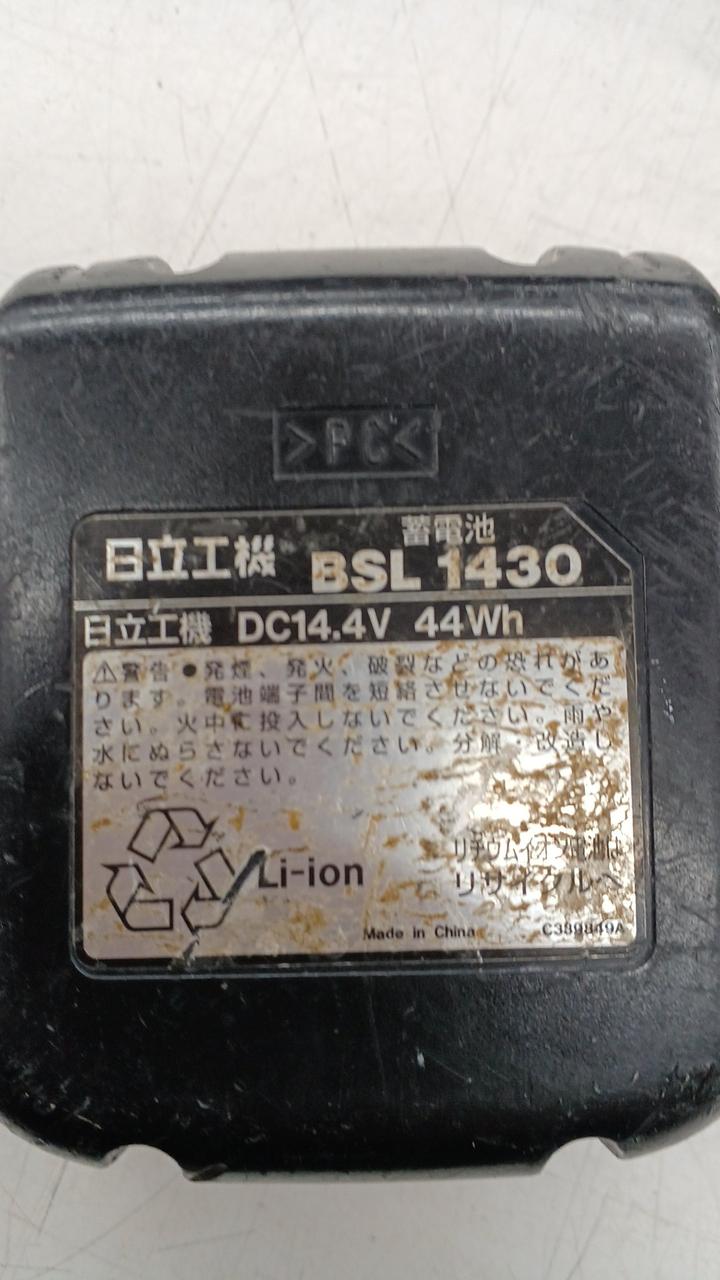 >PC<
蓄電池
日立工機 BSL 1430
日立工機 DC14.4V 44Wh
⚠警告 ●発煙、発火、破裂などの恐れがあ
ります。電池端子間を短絡させないでくだ
さい。火中に投入しないでください。雨や
水にぬらさないでください。分解・改造し
ないでください。
リチウムイオン電池は
Li-ion リサイクルへ
Made in China C389849A